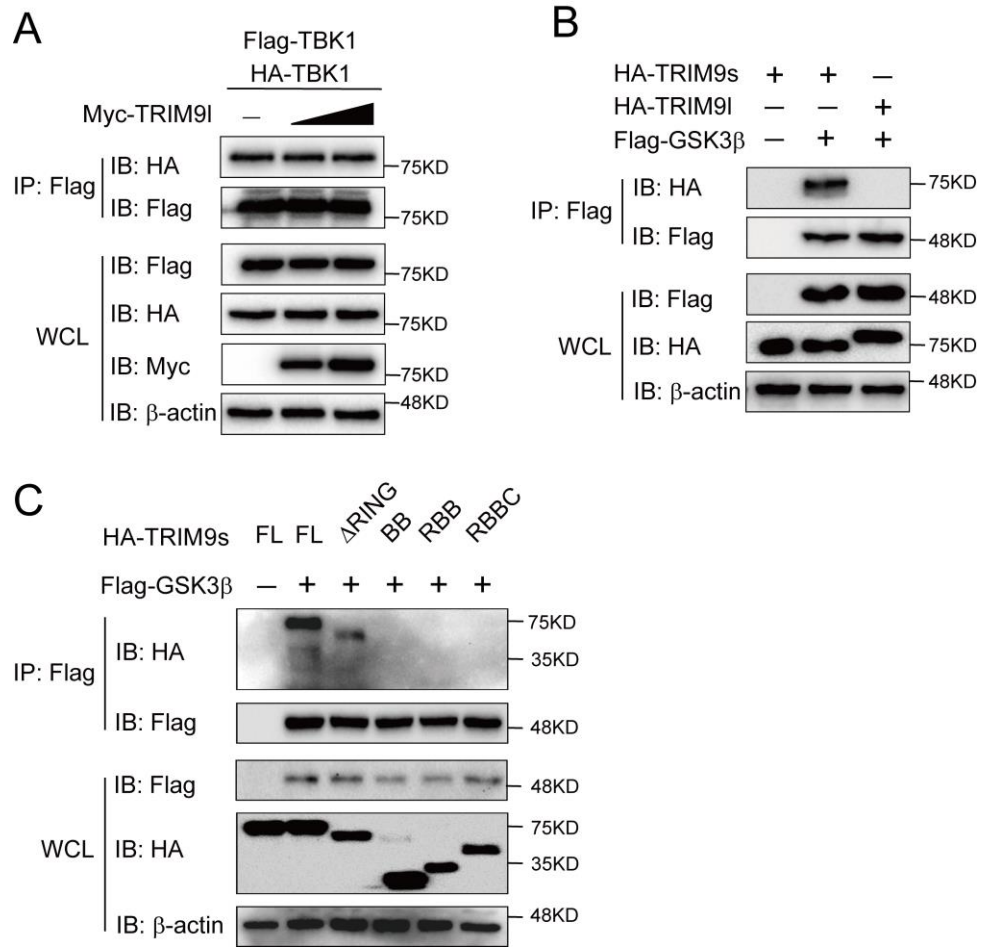 A
Flag-TBK1
HA-TBK1
Myc-TRIM9l —
IP: Flag
IB: HA
75KD
IB: Flag
75KD
WCL
IB: Flag
75KD
IB: HA
75KD
IB: Myc
75KD
48KD
IB: β-actin
B
HA-TRIM9s + + —
HA-TRIM9l — — +
Flag-GSK3β — + +
IP: Flag
IB: HA
75KD
IB: Flag
48KD
WCL
IB: Flag
48KD
IB: HA
75KD
48KD
IB: β-actin
C
HA-TRIM9s FL FL ΔRING BB RBB RBBC
Flag-GSK3β — + + + + +
IP: Flag
IB: HA
75KD
35KD
IB: Flag
48KD
WCL
IB: Flag
48KD
IB: HA
75KD
35KD
48KD
IB: β-actin